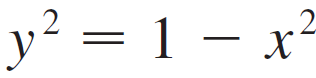 y² = 1 − x²